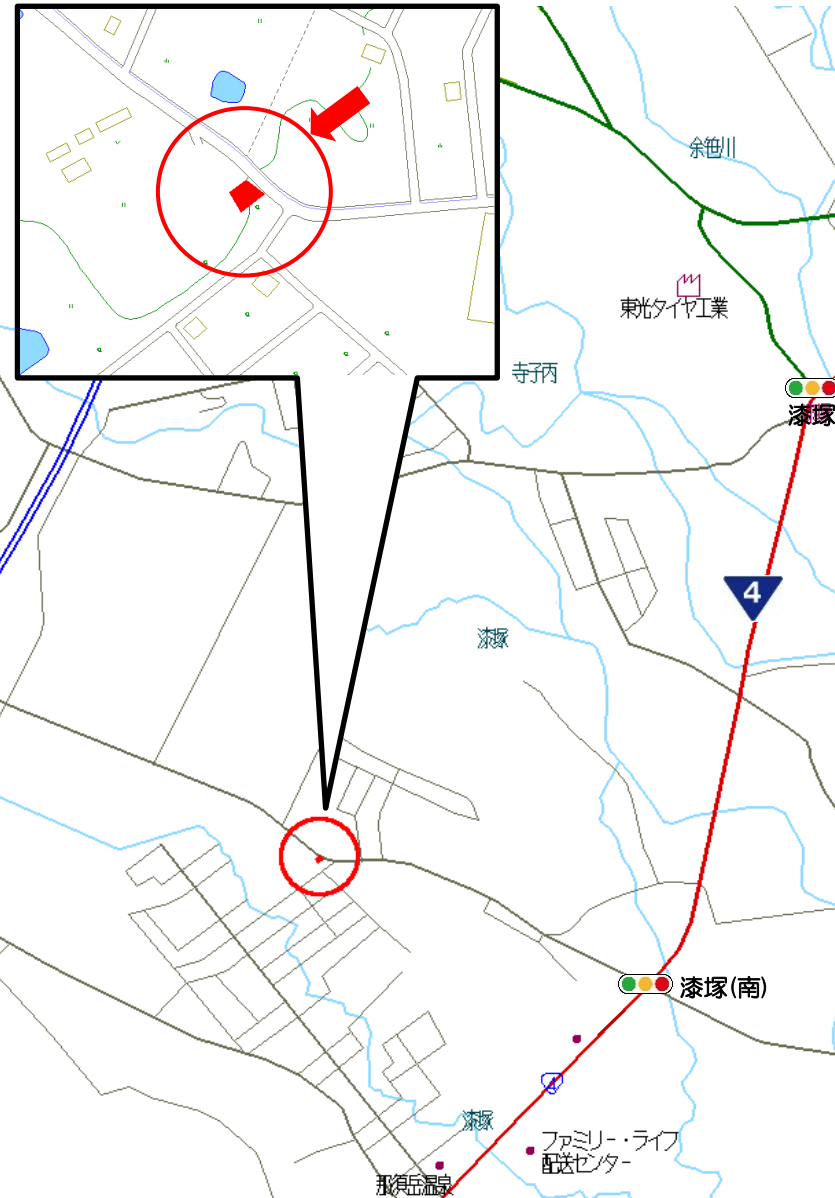 余笹川
東光タイヤ工業
寺子丙
漆塚
4
漆塚
漆塚(南)
4
漆塚
ファミリー・ライフ
配送センター
那須岳温泉